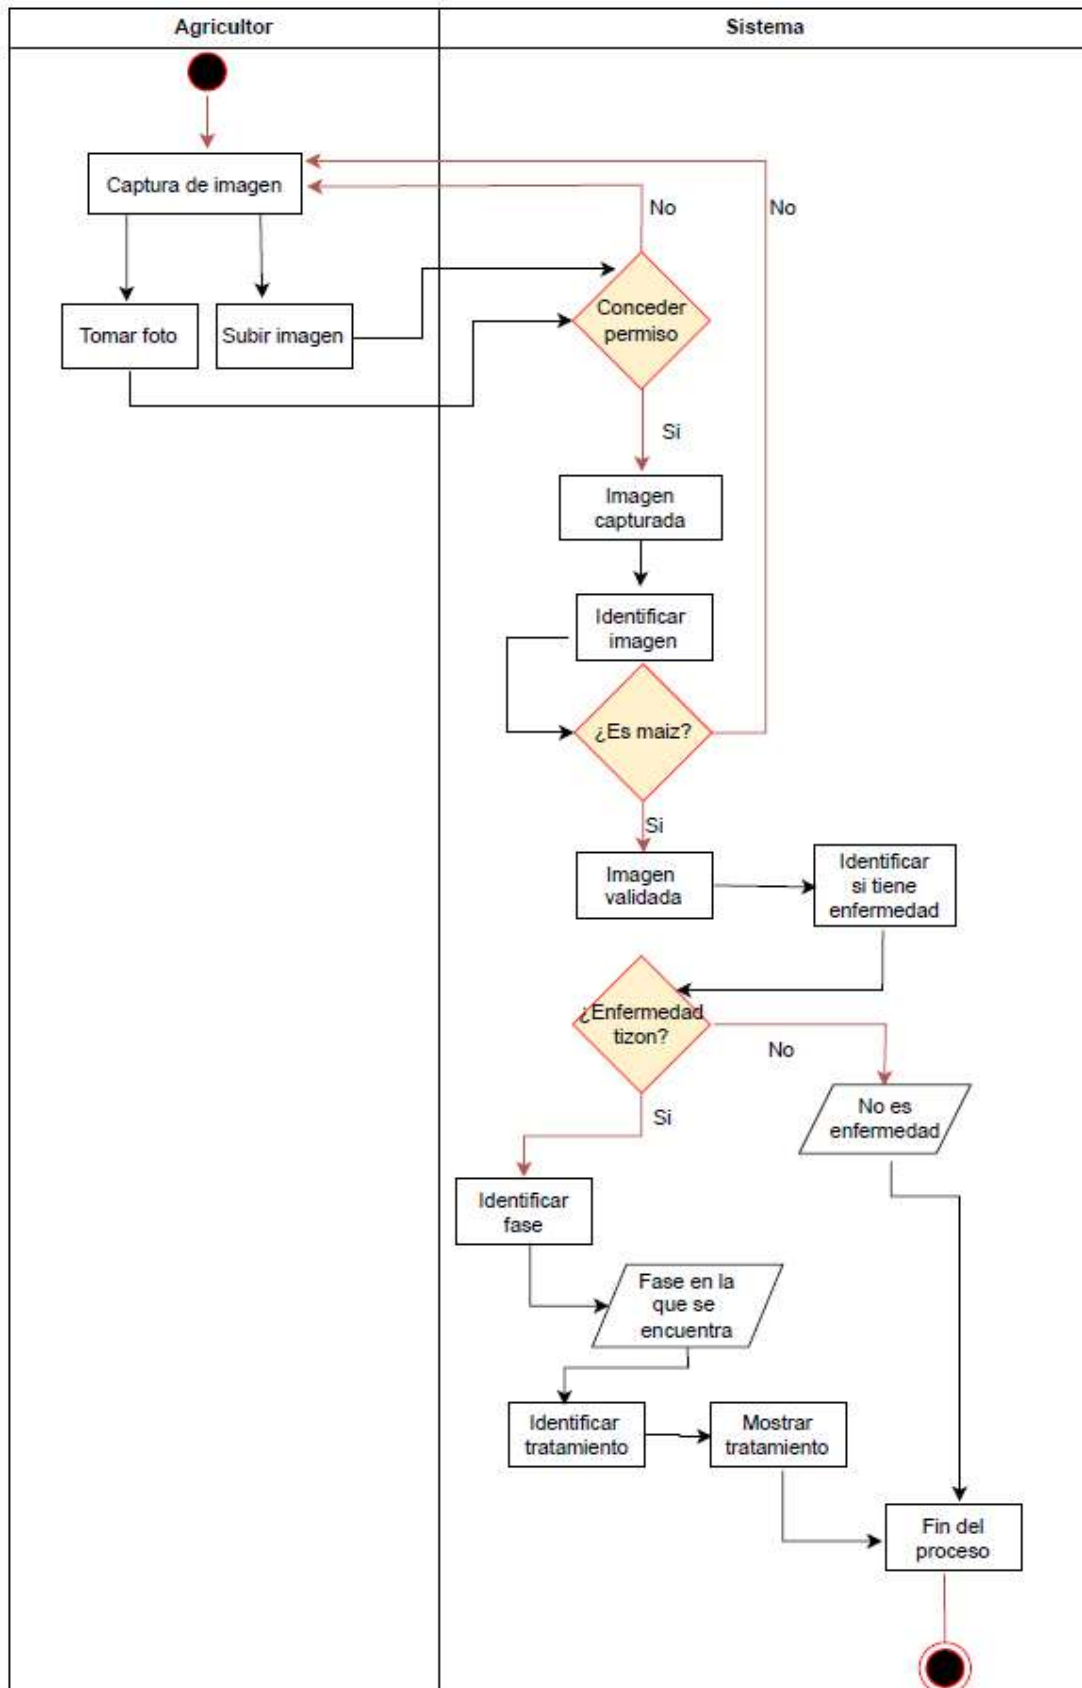 Agricultor
Sistema
Captura de imagen
No
No
Tomar foto
Subir imagen
Conceder
permiso
Si
Imagen
capturada
Identificar
imagen
¿Es maiz?
Si
Imagen
validada
Identificar
si tiene
enfermedad
¿Enfermedad
tizon?
No
No es
enfermedad
Si
Identificar
fase
Fase en la
que se
encuentra
Identificar
tratamiento
Mostrar
tratamiento
Fin del
proceso